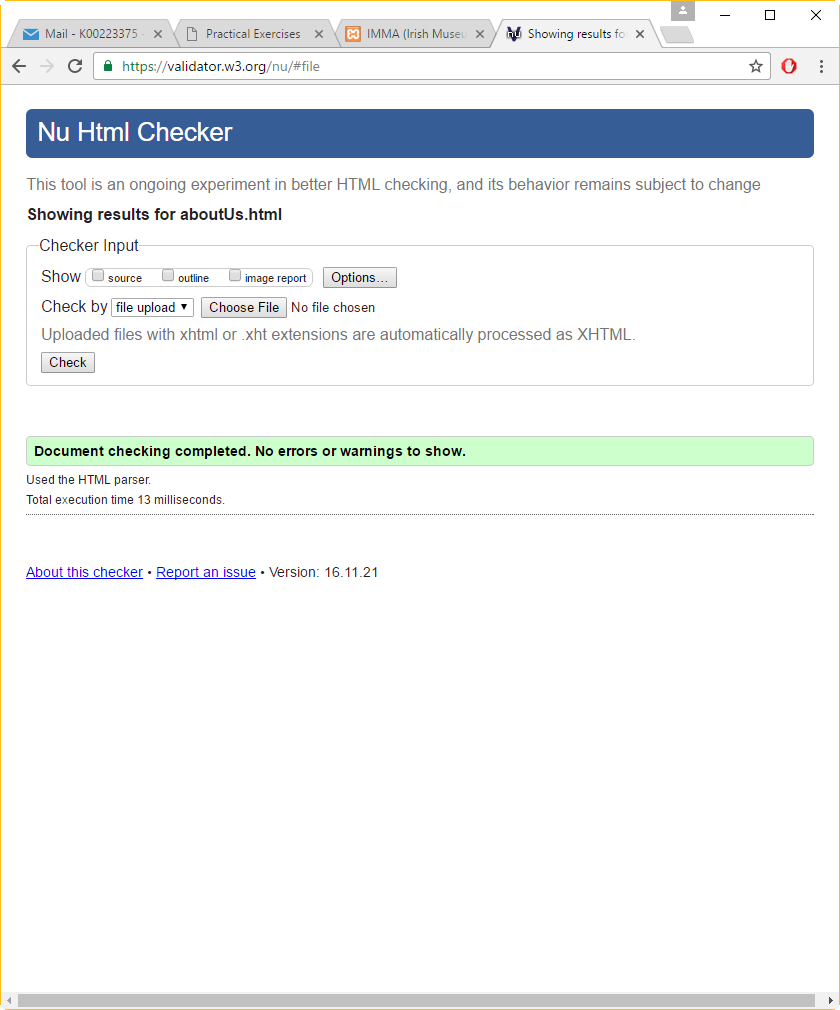 Mail - K00223375 Practical Exercises IMMA (Irish Museu Showing results fo
https://validator.w3.org/nu/#file
Nu Html Checker
This tool is an ongoing experiment in better HTML checking, and its behavior remains subject to change
Showing results for aboutUs.html
Checker Input
Show source outline image report Options...
Check by file upload Choose File No file chosen
Uploaded files with xhtml or .xht extensions are automatically processed as XHTML.
Check
Document checking completed. No errors or warnings to show.
Used the HTML parser.
Total execution time 13 milliseconds.
About this checker • Report an issue • Version: 16.11.21